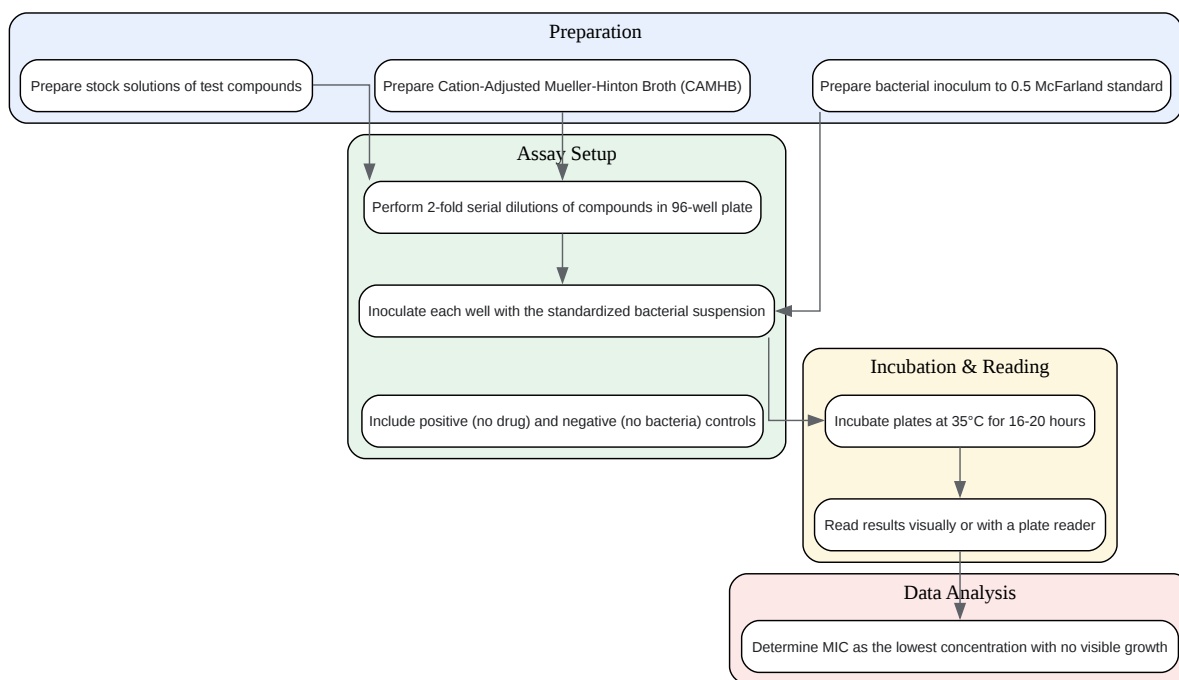 Preparation
Prepare stock solutions of test compounds
Prepare Cation-Adjusted Mueller-Hinton Broth (CAMHB)
Prepare bacterial inoculum to 0.5 McFarland standard
Assay Setup
Perform 2-fold serial dilutions of compounds in 96-well plate
Inoculate each well with the standardized bacterial suspension
Include positive (no drug) and negative (no bacteria) controls
Incubation & Reading
Incubate plates at 35°C for 16-20 hours
Read results visually or with a plate reader
Data Analysis
Determine MIC as the lowest concentration with no visible growth